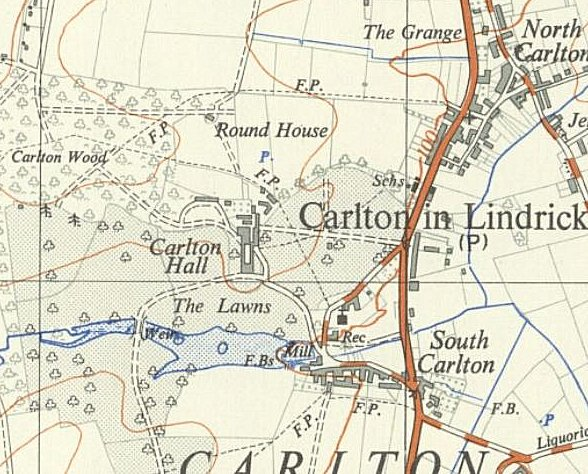 The Grange
North
Carlton
F.P.
F.P.
Round House
Carlton Wood
P.
F.P.
Schs.
Carlton in Lindrick
(P)
Carlton
Hall
The Lawns
Weir
Mill
Rec.
F.Bs
South
Carlton
F.P.
F.P.
F.B.
P
Liquorice
CARLTON